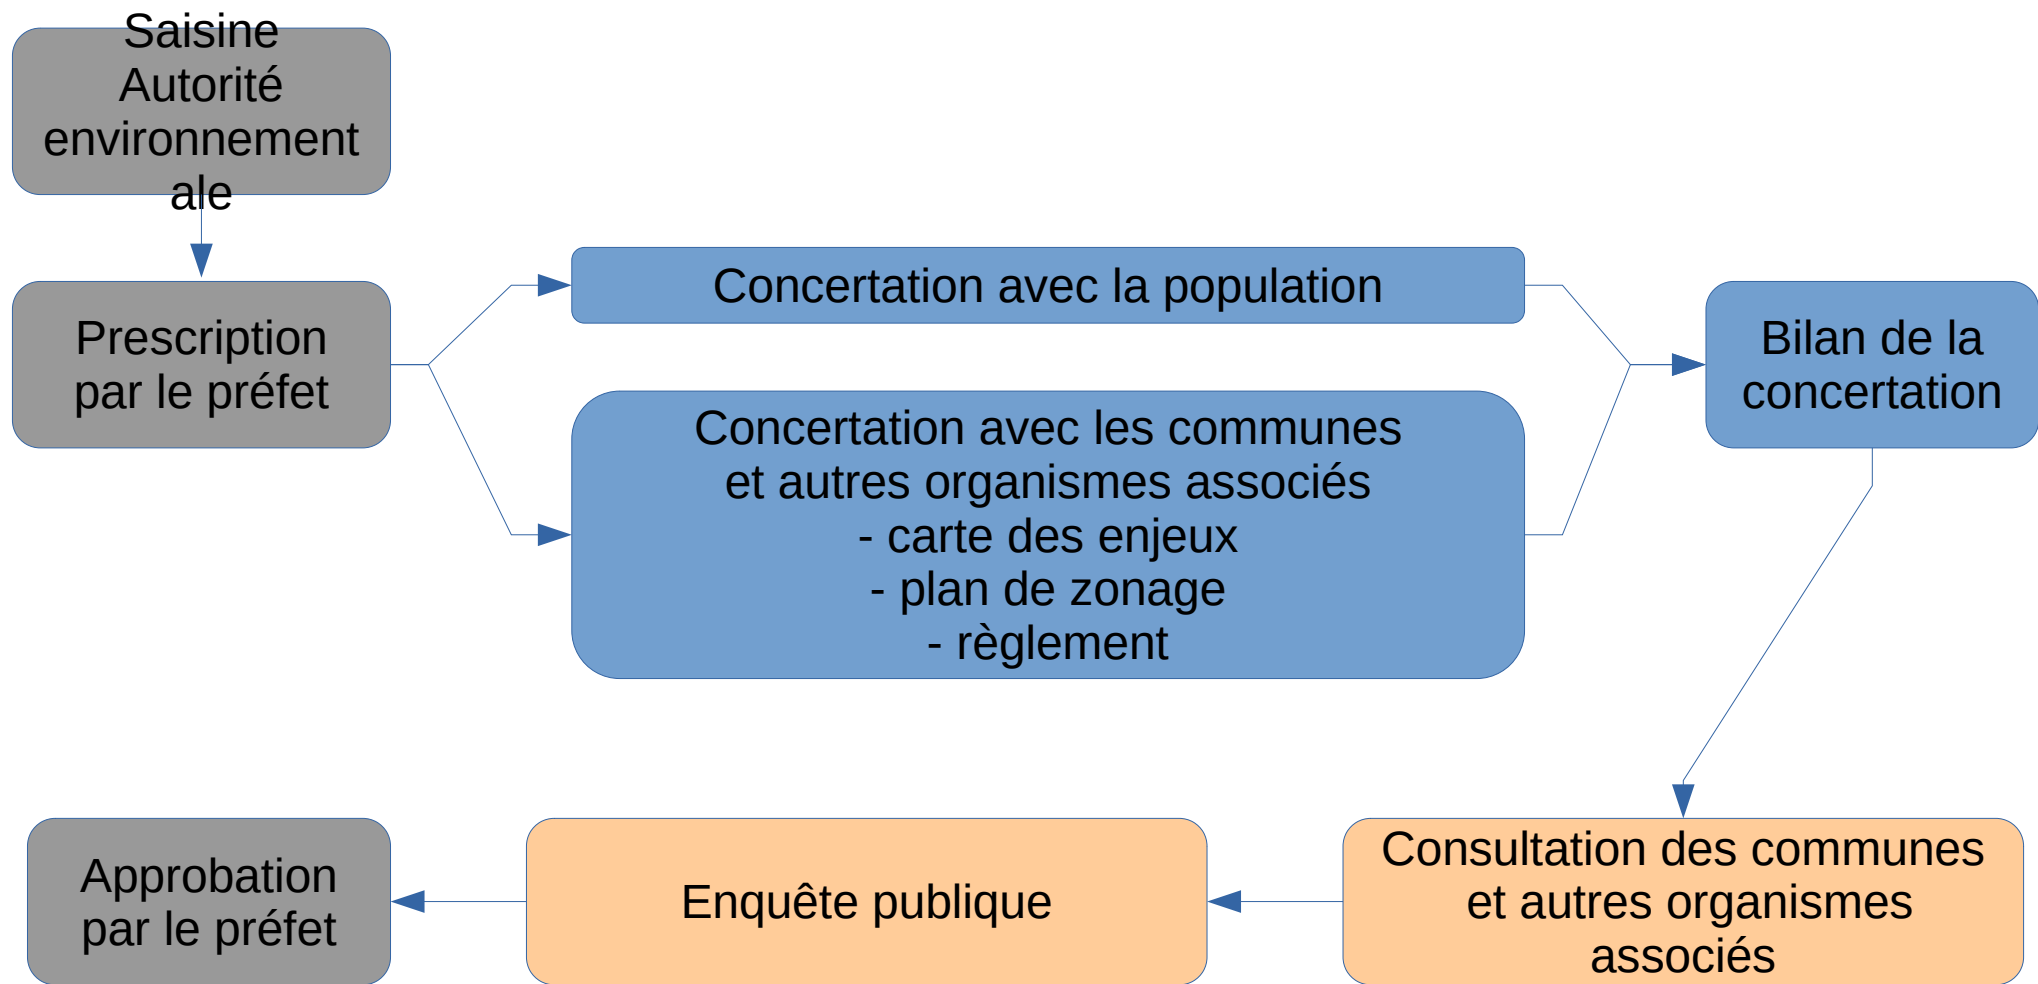 Saisine
Autorité
environnement
ale
Prescription
par le préfet
Concertation avec la population
Concertation avec les communes
et autres organismes associés
- carte des enjeux
- plan de zonage
- règlement
Bilan de la
concertation
Consultation des communes
et autres organismes
associés
Enquête publique
Approbation
par le préfet